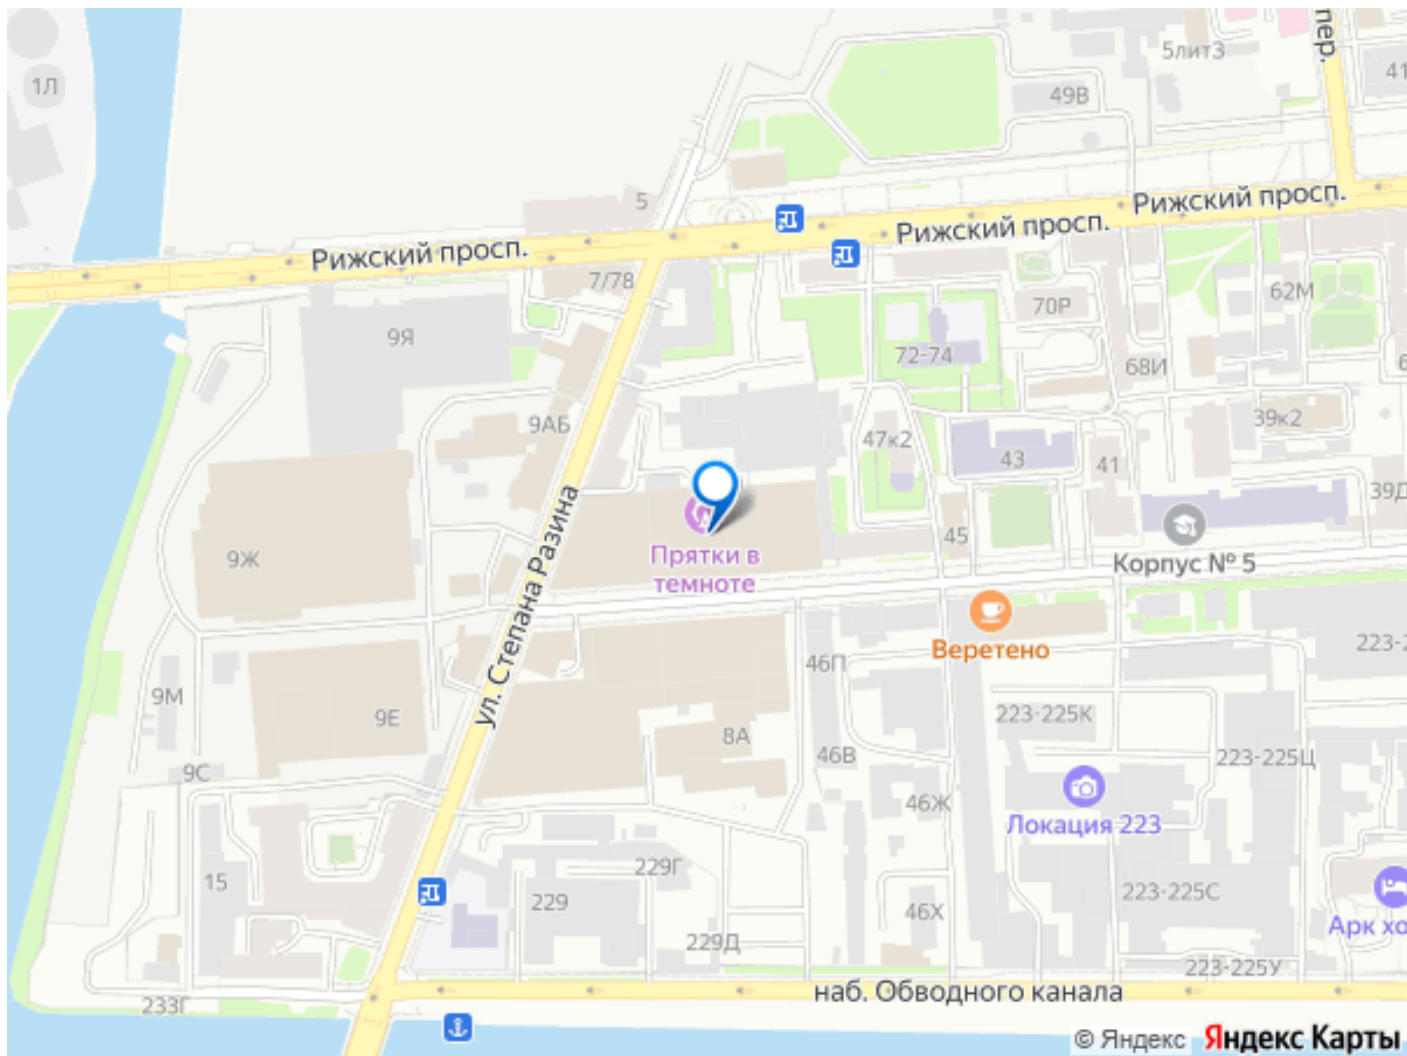 1Л
пер.
5лит3
41
49В
5
Рижский просп.
Рижский просп.
Рижский просп.
7/78
62М
70Р
9Я
72-74
68И
6
9АБ
47к2
39к2
43
41
39Д
ул. Степана Разина
Прятки в
темноте
45
Корпус № 5
9Ж
Веретено
46П
223-2
9М
9Е
8А
223-225К
46В
223-225Ц
9С
46Ж
Локация 223
15
229Г
229
223-225С
46Х
Арк хо
229Д
223-225У
233Г
наб. Обводного канала
© Яндекс Яндекс Карты